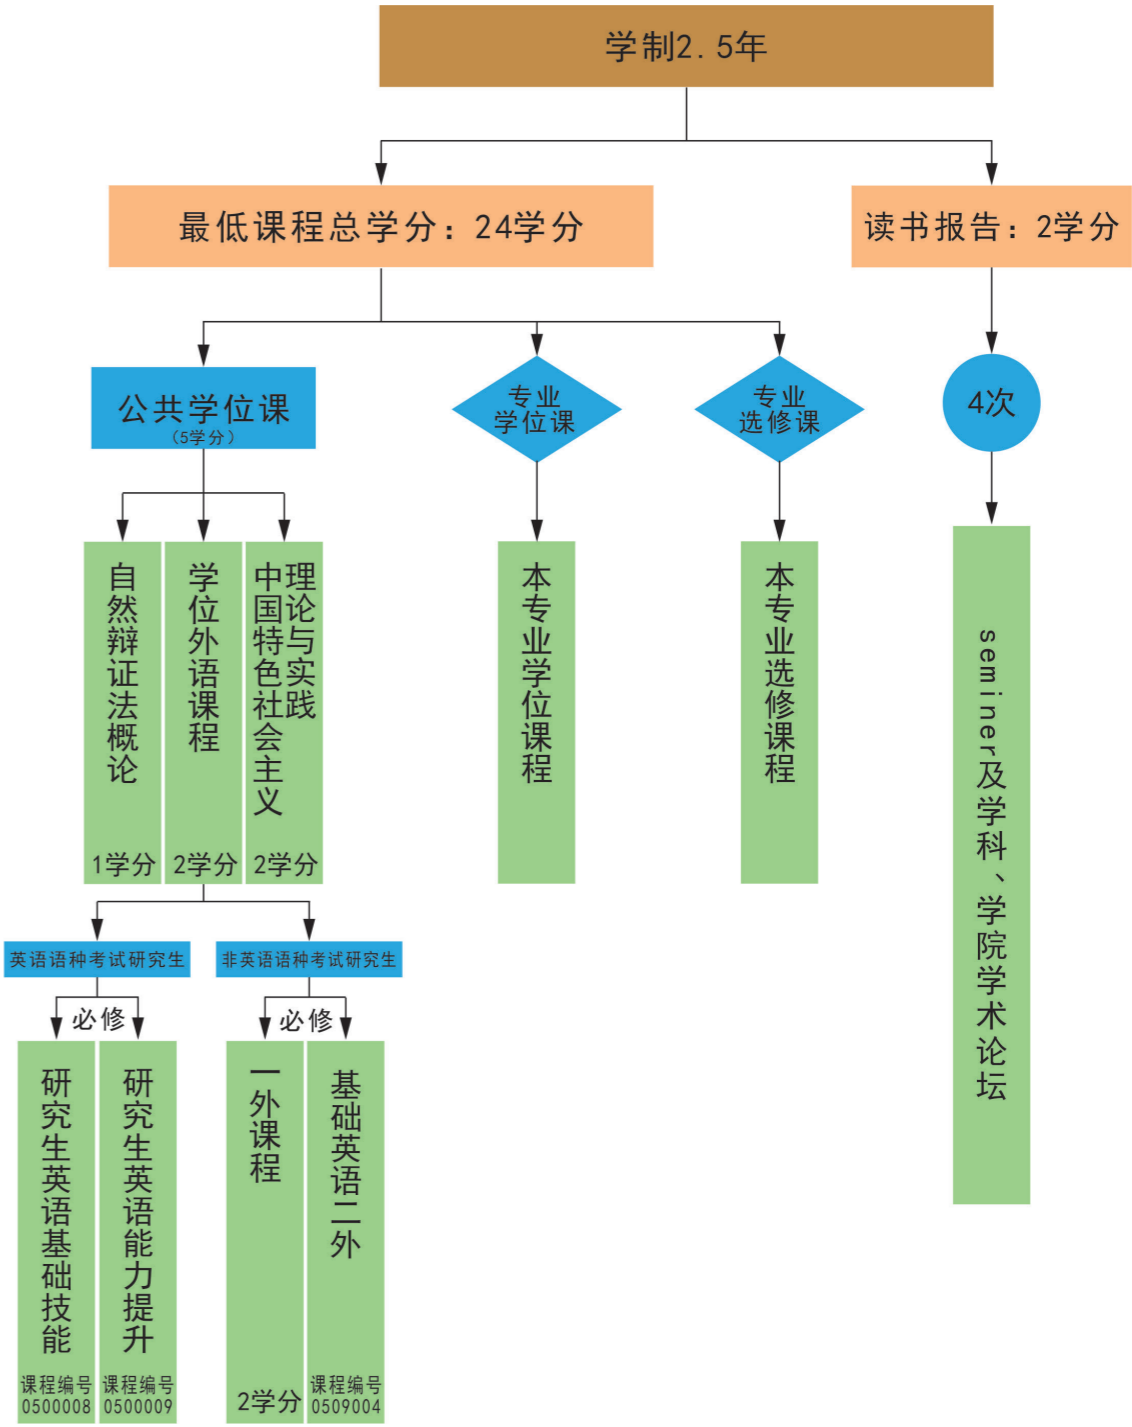 学制2.5年
最低课程总学分：24学分
读书报告：2学分
公共学位课
（5学分）
专业
学位课
专业
选修课
4次
自然辩证法概论
1学分
学位外语课程
2学分
中国特色社会主义
理论与实践
2学分
本专业学位课程
本专业选修课程
seminer及学科、学院学术论坛
英语语种考试研究生
非英语语种考试研究生
必修
必修
研究生英语基础技能
课程编号
0500008
研究生英语能力提升
课程编号
0500009
一外课程
2学分
基础英语二外
课程编号
0509004